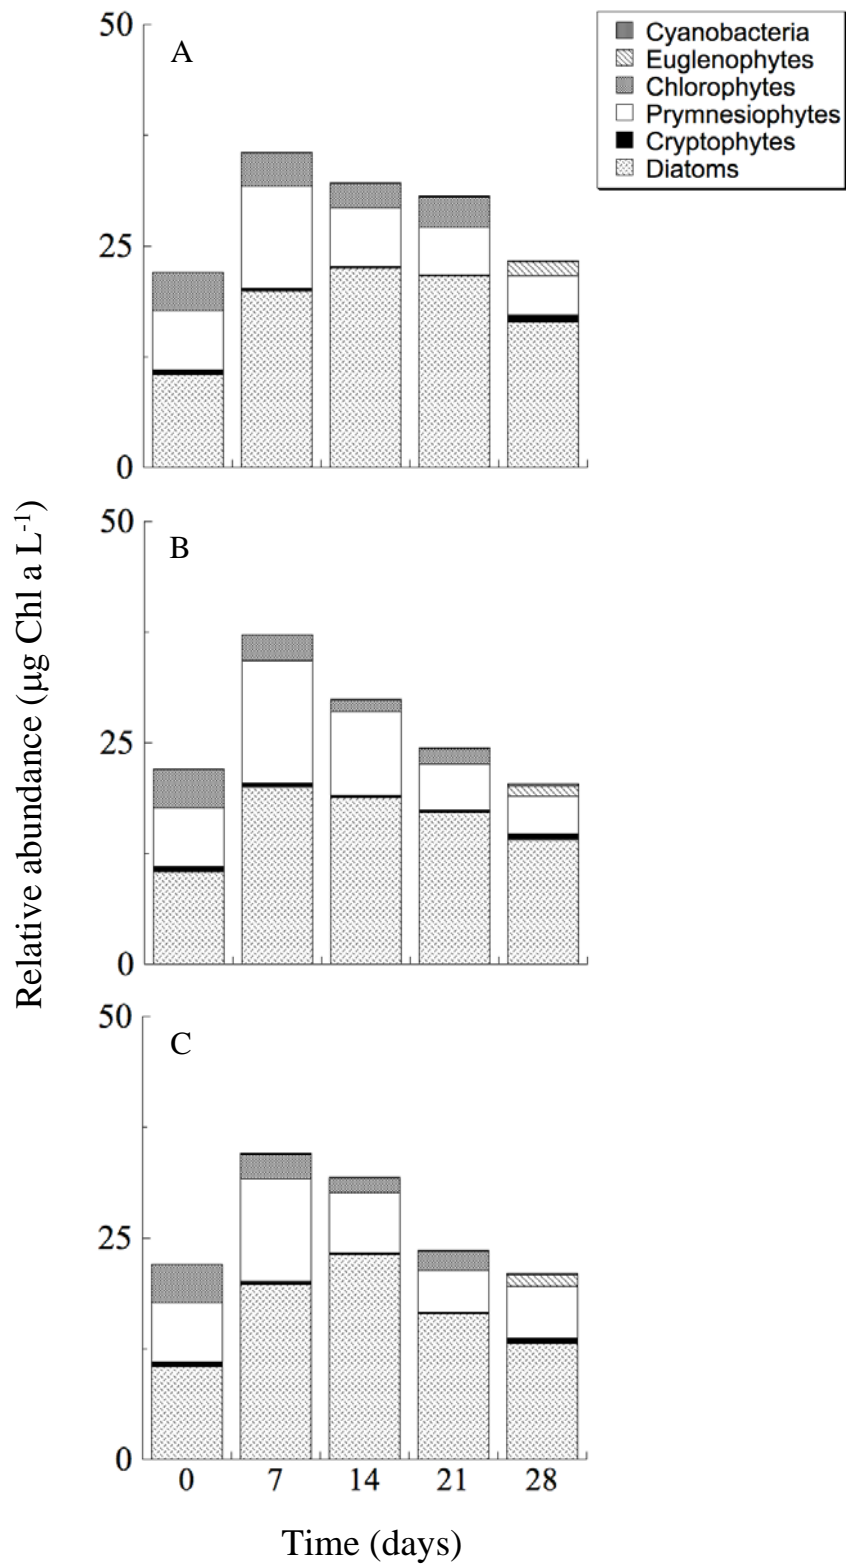 50
A
25
0
Cyanobacteria
Euglenophytes
Chlorophytes
Prymnesiophytes
Cryptophytes
Diatoms
Relative abundance (µg Chl a L⁻¹)
50
B
25
0
50
C
25
0
0 7 14 21 28
Time (days)